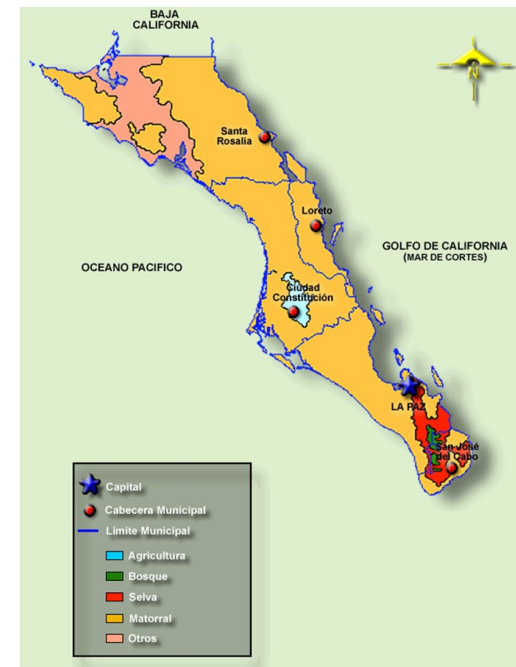 BAJA
CALIFORNIA
N
Santa
Rosalía
Loreto
GOLFO DE CALIFORNIA
(MAR DE CORTES)
OCEANO PACIFICO
Ciudad
Constitución
LA PAZ
San José
del Cabo
Capital
Cabecera Municipal
Límite Municipal
Agricultura
Bosque
Selva
Matorral
Otros